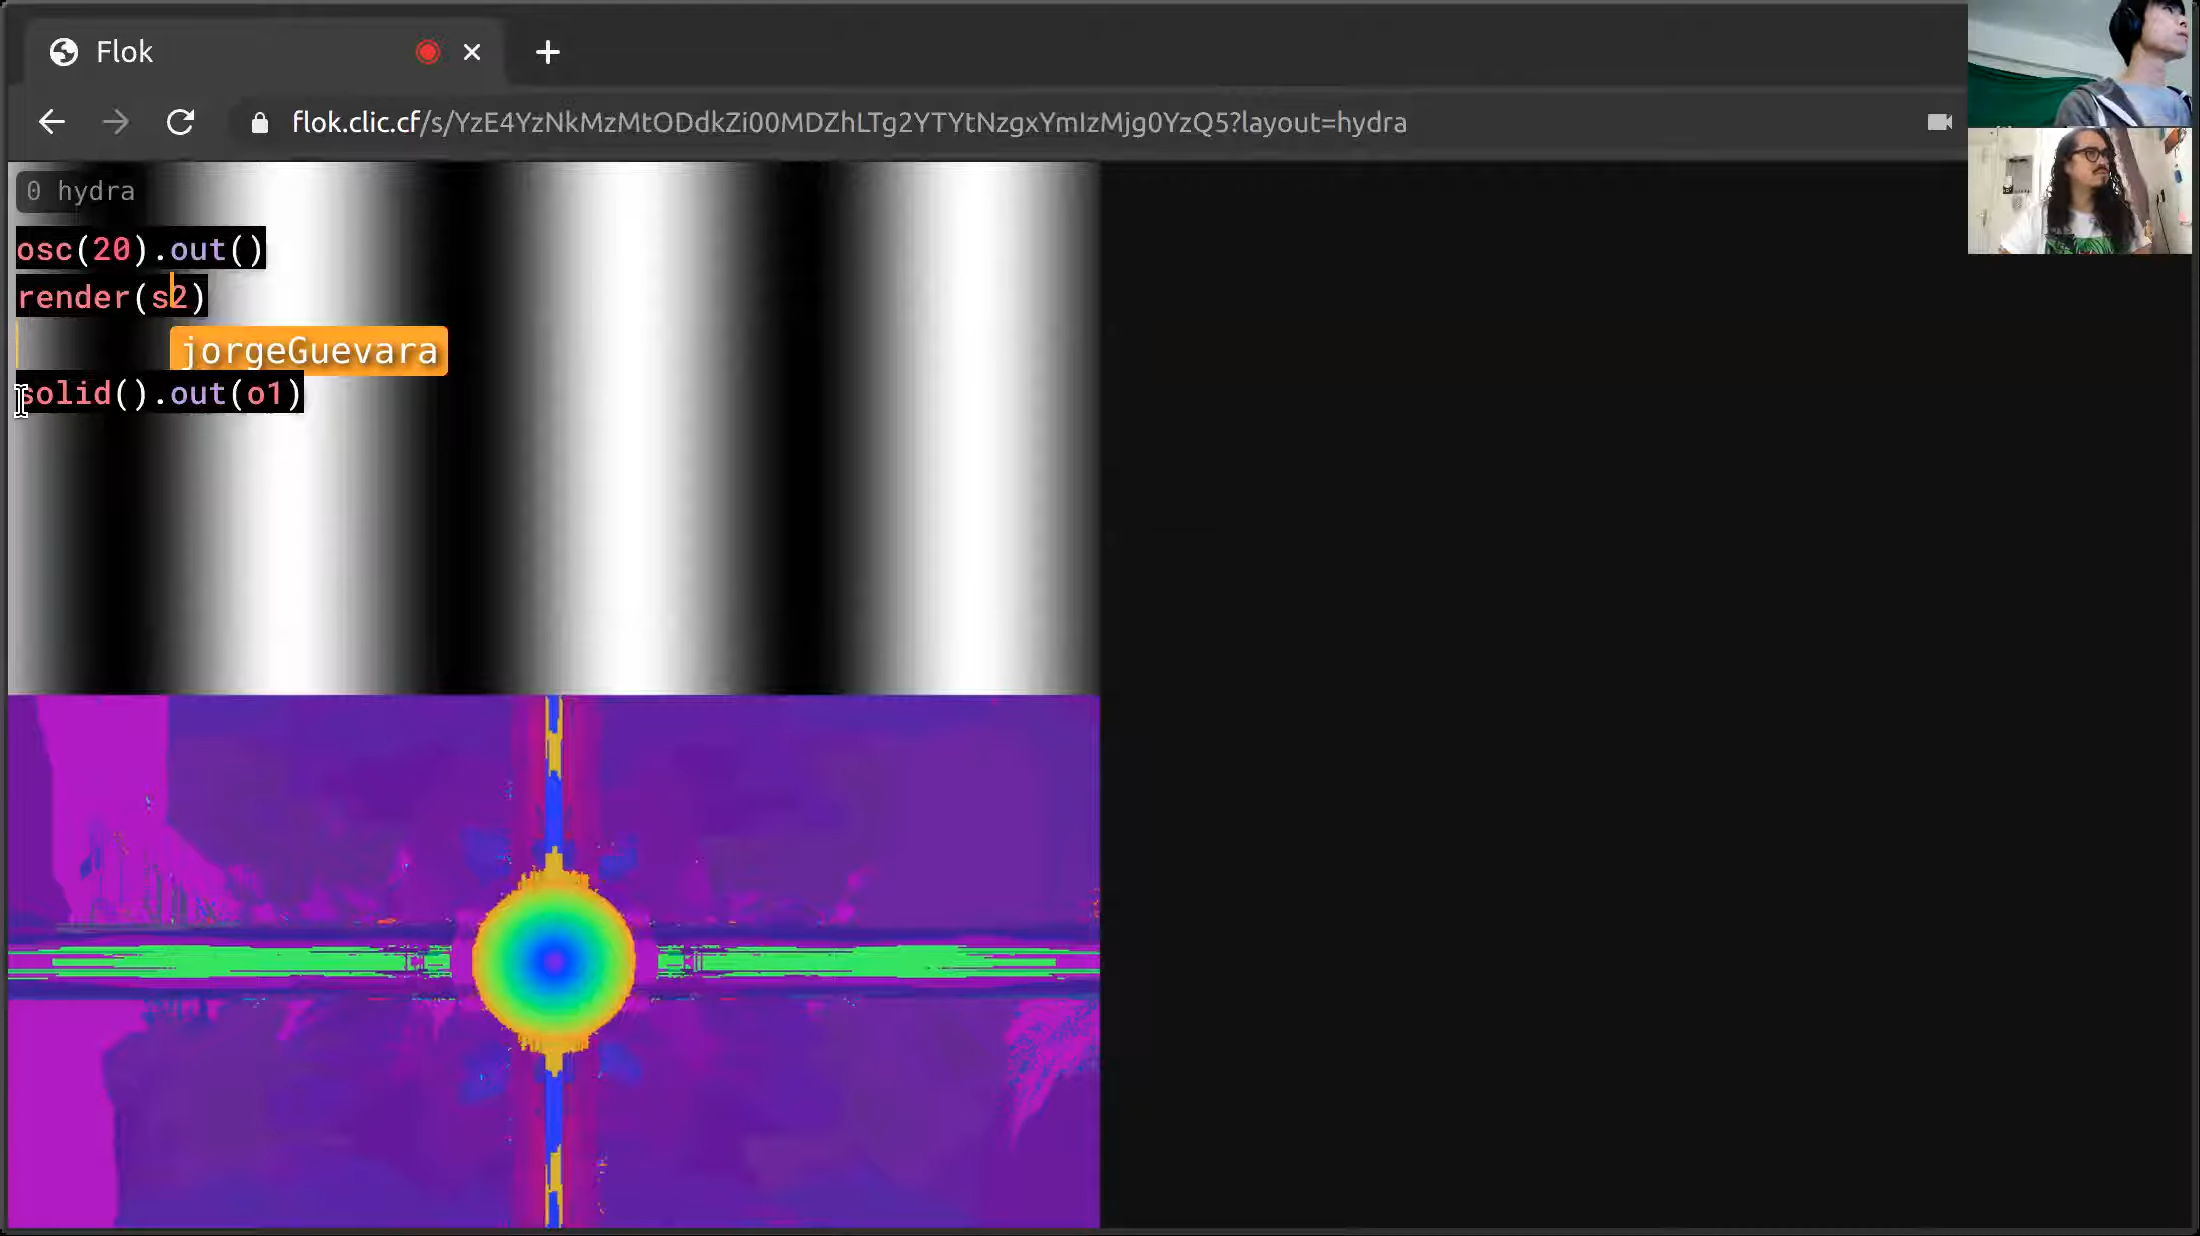 Flok
flok.clic.cf/s/YzE4YzNkMzMtODdkZi00MDZhLTg2YTYtNzgxYmIzMjg0YzQ5?layout=hydra
0 hydra
osc(20).out()
render(s2)
jorgeGuevara
solid().out(o1)